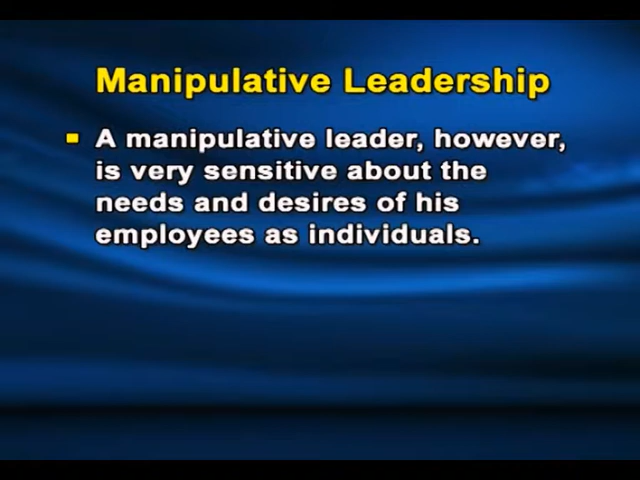 Manipulative Leadership
A manipulative leader, however,
is very sensitive about the
needs and desires of his
employees as individuals.